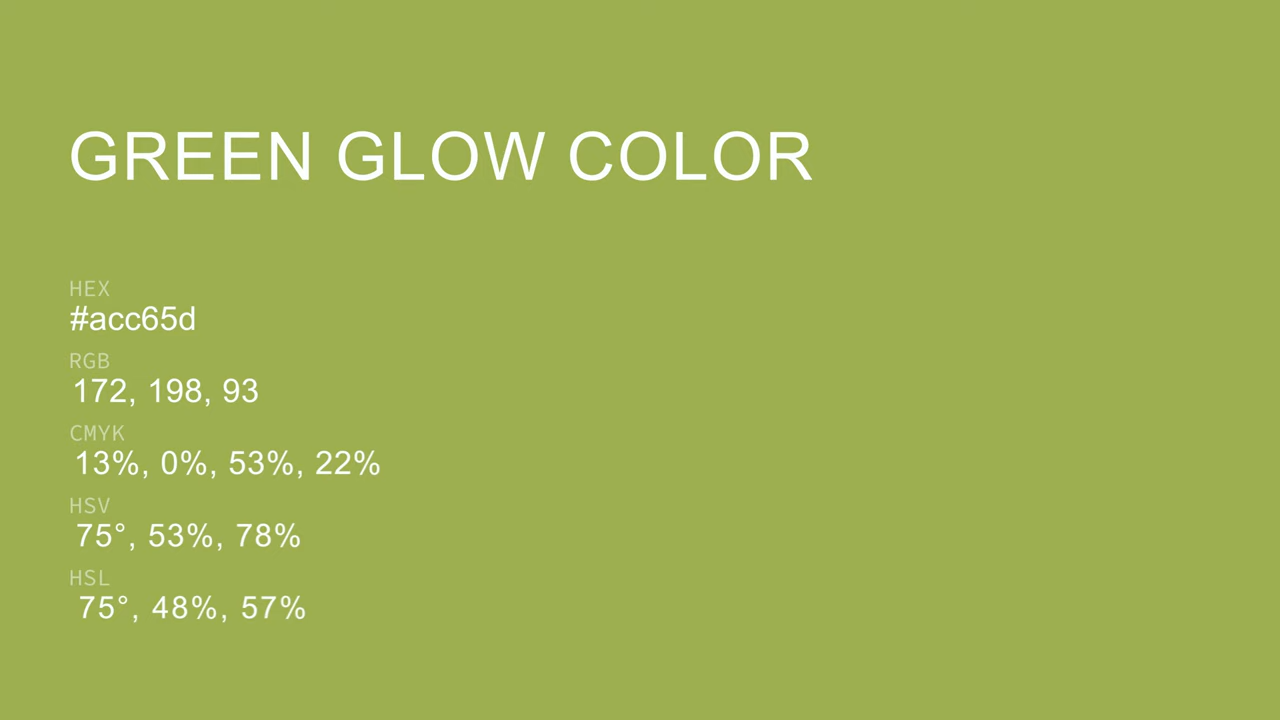 GREEN GLOW COLOR
HEX
#acc65d
RGB
172, 198, 93
CMYK
13%, 0%, 53%, 22%
HSV
75°, 53%, 78%
HSL
75°, 48%, 57%